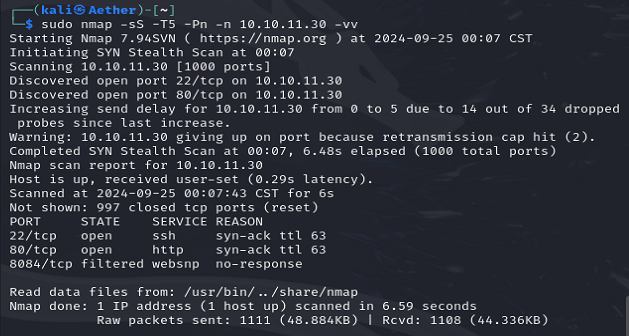 ┌──(kali㉿Aether)-[~]
└─$ sudo nmap -sS -T5 -Pn -n 10.10.11.30 -vv
Starting Nmap 7.94SVN ( https://nmap.org ) at 2024-09-25 00:07 CST
Initiating SYN Stealth Scan at 00:07
Scanning 10.10.11.30 [1000 ports]
Discovered open port 22/tcp on 10.10.11.30
Discovered open port 80/tcp on 10.10.11.30
Increasing send delay for 10.10.11.30 from 0 to 5 due to 14 out of 34 dropped
probes since last increase.
Warning: 10.10.11.30 giving up on port because retransmission cap hit (2).
Completed SYN Stealth Scan at 00:07, 6.48s elapsed (1000 total ports)
Nmap scan report for 10.10.11.30
Host is up, received user-set (0.29s latency).
Scanned at 2024-09-25 00:07:43 CST for 6s
Not shown: 997 closed tcp ports (reset)
PORT     STATE    SERVICE REASON
22/tcp   open     ssh     syn-ack ttl 63
80/tcp   open     http    syn-ack ttl 63
8084/tcp filtered websnp  no-response
Read data files from: /usr/bin/../share/nmap
Nmap done: 1 IP address (1 host up) scanned in 6.59 seconds
Raw packets sent: 1111 (48.884KB) | Rcvd: 1108 (44.336KB)